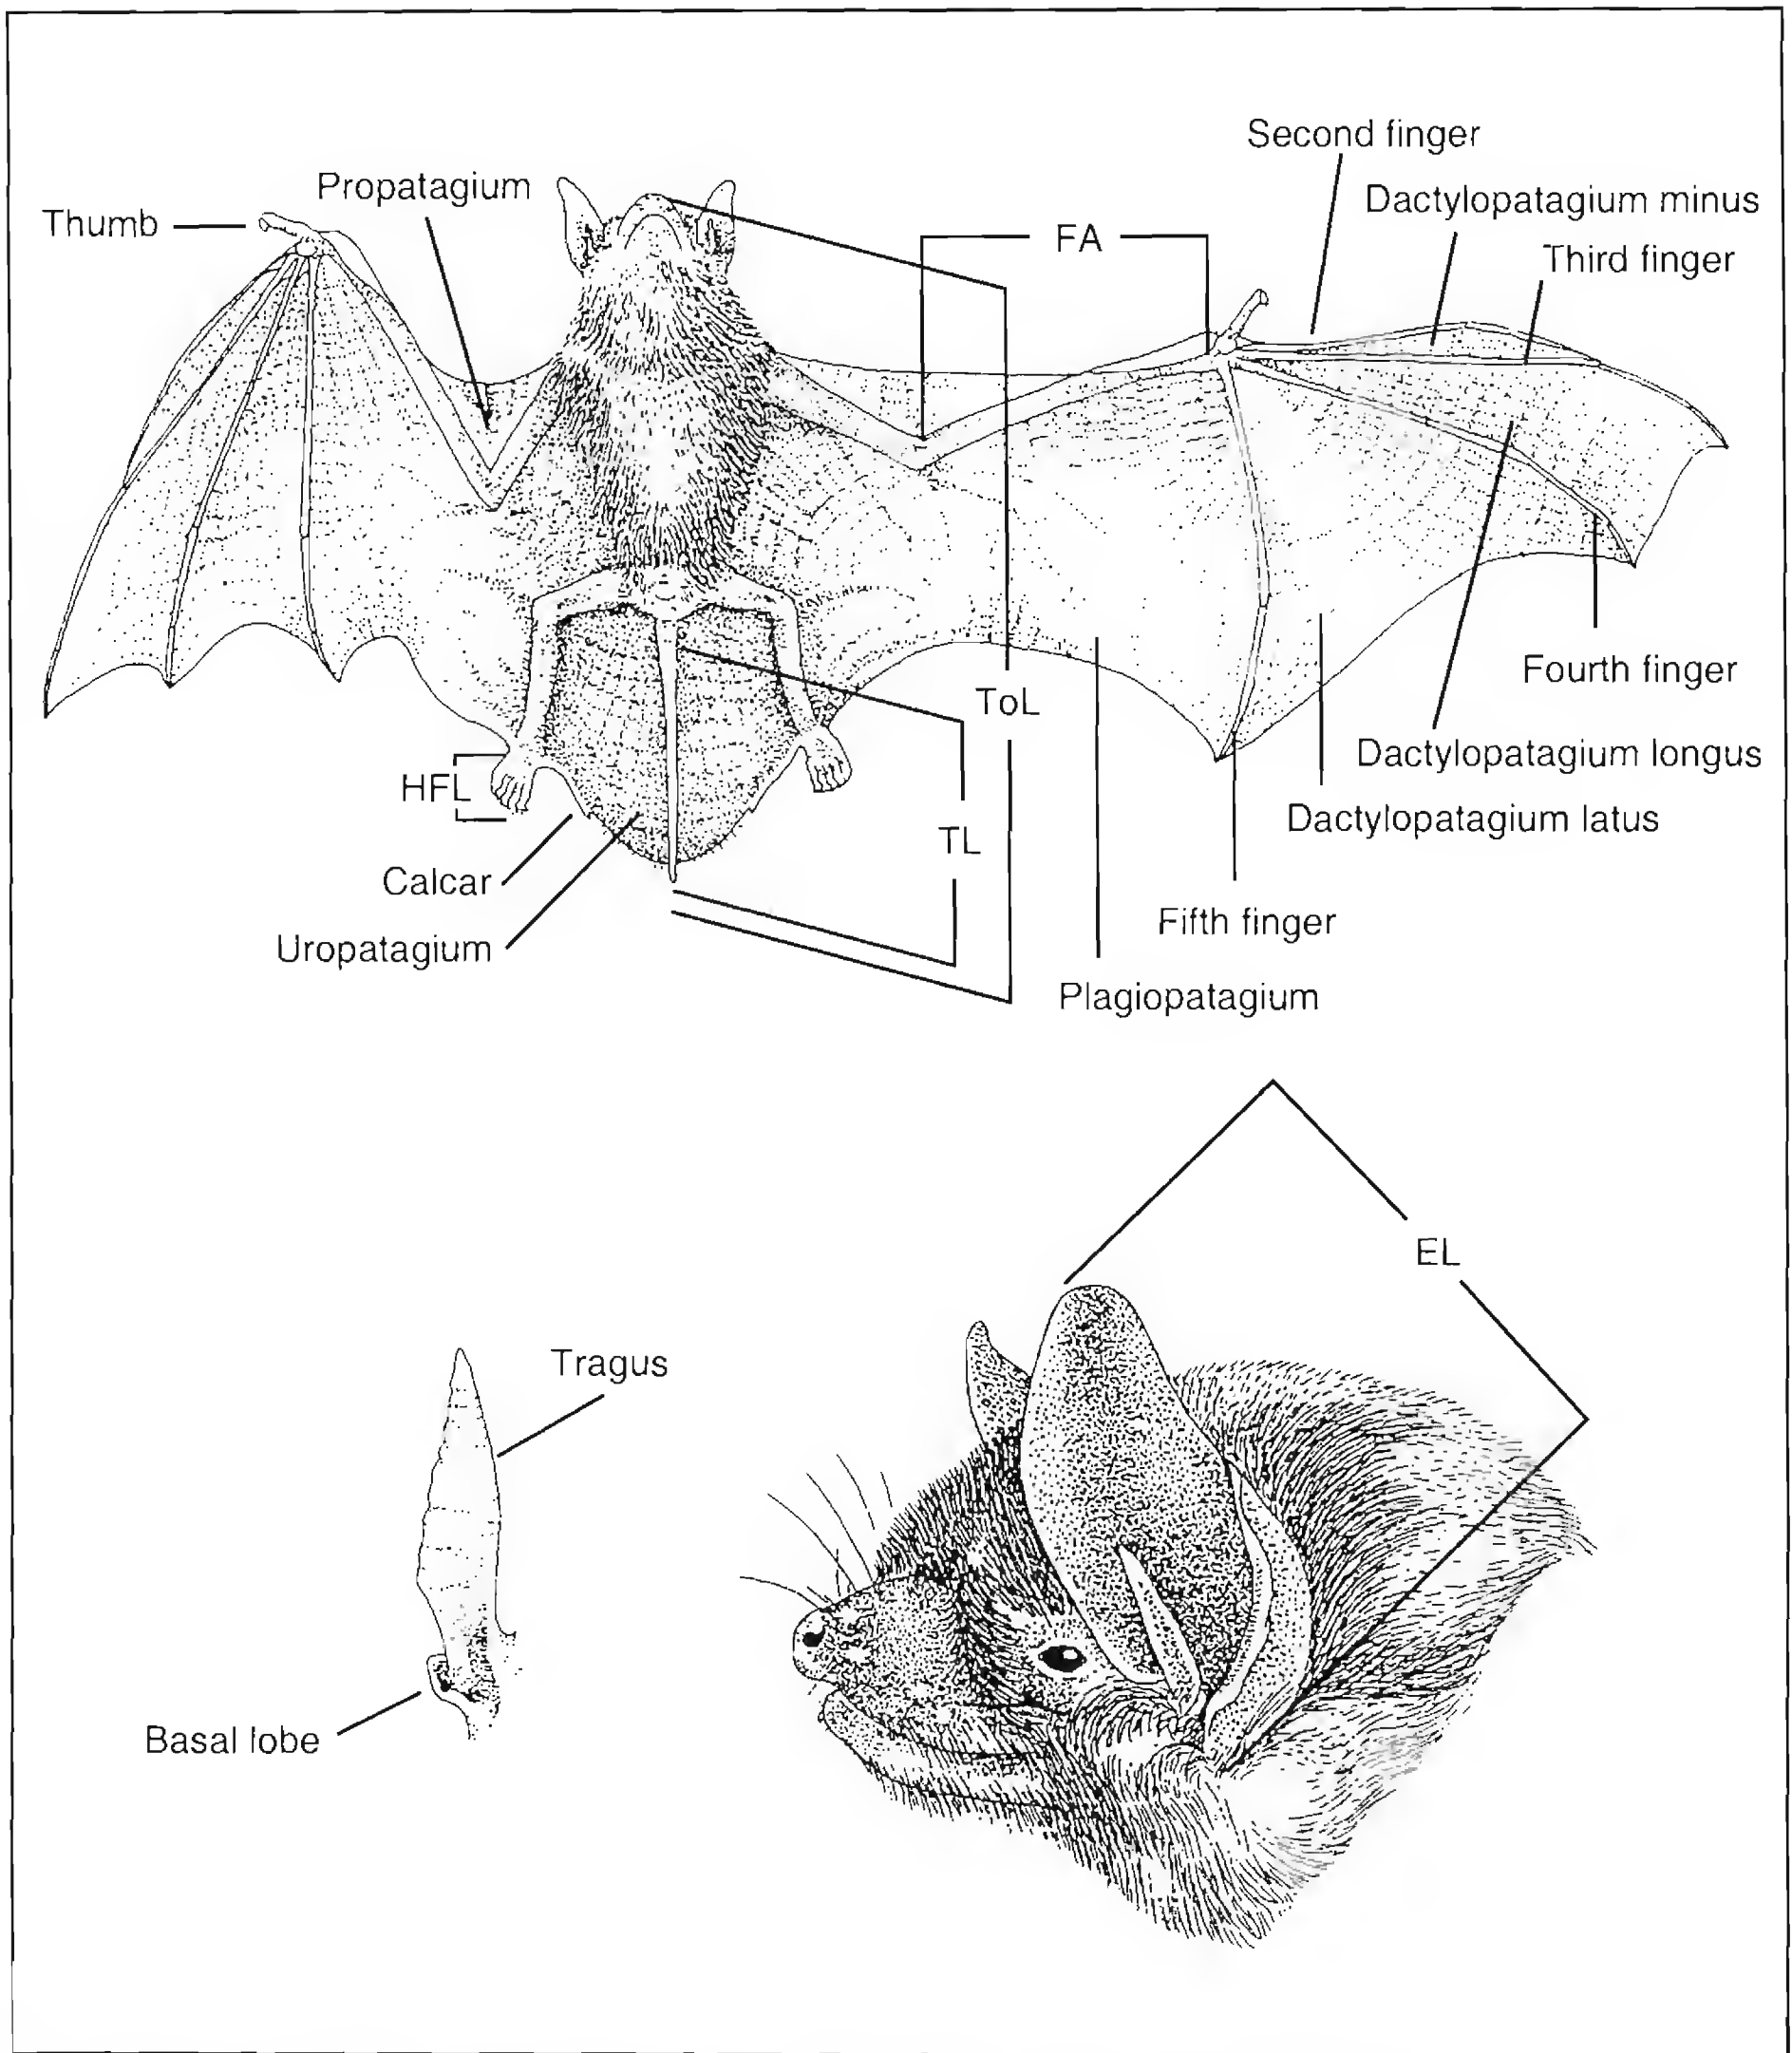 Second finger
Propatagium
Dactylopatagium minus
Thumb
FA
Third finger
Fourth finger
ToL
Dactylopatagium longus
HFL
Dactylopatagium latus
TL
Calcar
Fifth finger
Uropatagium
Plagiopatagium
EL
Tragus
Basal lobe